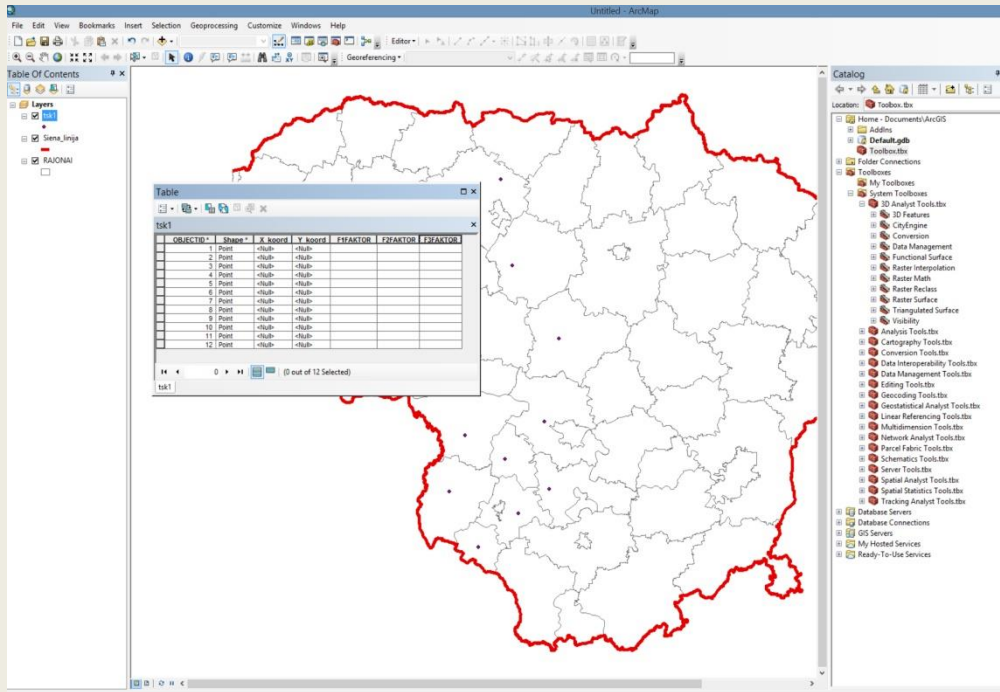 Untitled - ArcMap
File Edit View Bookmarks Insert Selection Geoprocessing Customize Windows Help
Editor
Georeferencing
Table Of Contents
Layers
tsk1
Siena_linija
RAJONAI
Table
tsk1
OBJECTID * Shape * X_koord Y_koord F1FAKTOR F2FAKTOR F3FAKTOR
1 Point <Null> <Null>
2 Point <Null> <Null>
3 Point <Null> <Null>
4 Point <Null> <Null>
5 Point <Null> <Null>
6 Point <Null> <Null>
7 Point <Null> <Null>
8 Point <Null> <Null>
9 Point <Null> <Null>
10 Point <Null> <Null>
11 Point <Null> <Null>
12 Point <Null> <Null>
0 (0 out of 12 Selected)
tsk1
Catalog
Location: Toolbox.tbx
Home - Documents\ArcGIS
AddIns
Default.gdb
Toolbox.tbx
Folder Connections
Toolboxes
My Toolboxes
System Toolboxes
3D Analyst Tools.tbx
3D Features
CityEngine
Conversion
Data Management
Functional Surface
Raster Interpolation
Raster Math
Raster Reclass
Raster Surface
Triangulated Surface
Visibility
Analysis Tools.tbx
Cartography Tools.tbx
Conversion Tools.tbx
Data Interoperability Tools.tbx
Data Management Tools.tbx
Editing Tools.tbx
Geocoding Tools.tbx
Geostatistical Analyst Tools.tbx
Linear Referencing Tools.tbx
Multidimension Tools.tbx
Network Analyst Tools.tbx
Parcel Fabric Tools.tbx
Schematics Tools.tbx
Server Tools.tbx
Spatial Analyst Tools.tbx
Spatial Statistics Tools.tbx
Tracking Analyst Tools.tbx
Database Servers
Database Connections
GIS Servers
My Hosted Services
Ready-To-Use Services